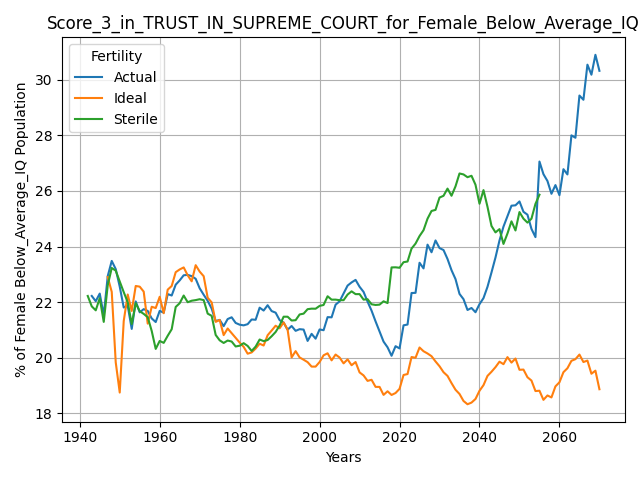 Score_3_in_TRUST_IN_SUPREME_COURT_for_Female_Below_Average_IQ
Fertility
Actual
Ideal
Sterile
% of Female Below_Average_IQ Population
30
28
26
24
22
20
18
1940 1960 1980 2000 2020 2040 2060
Years